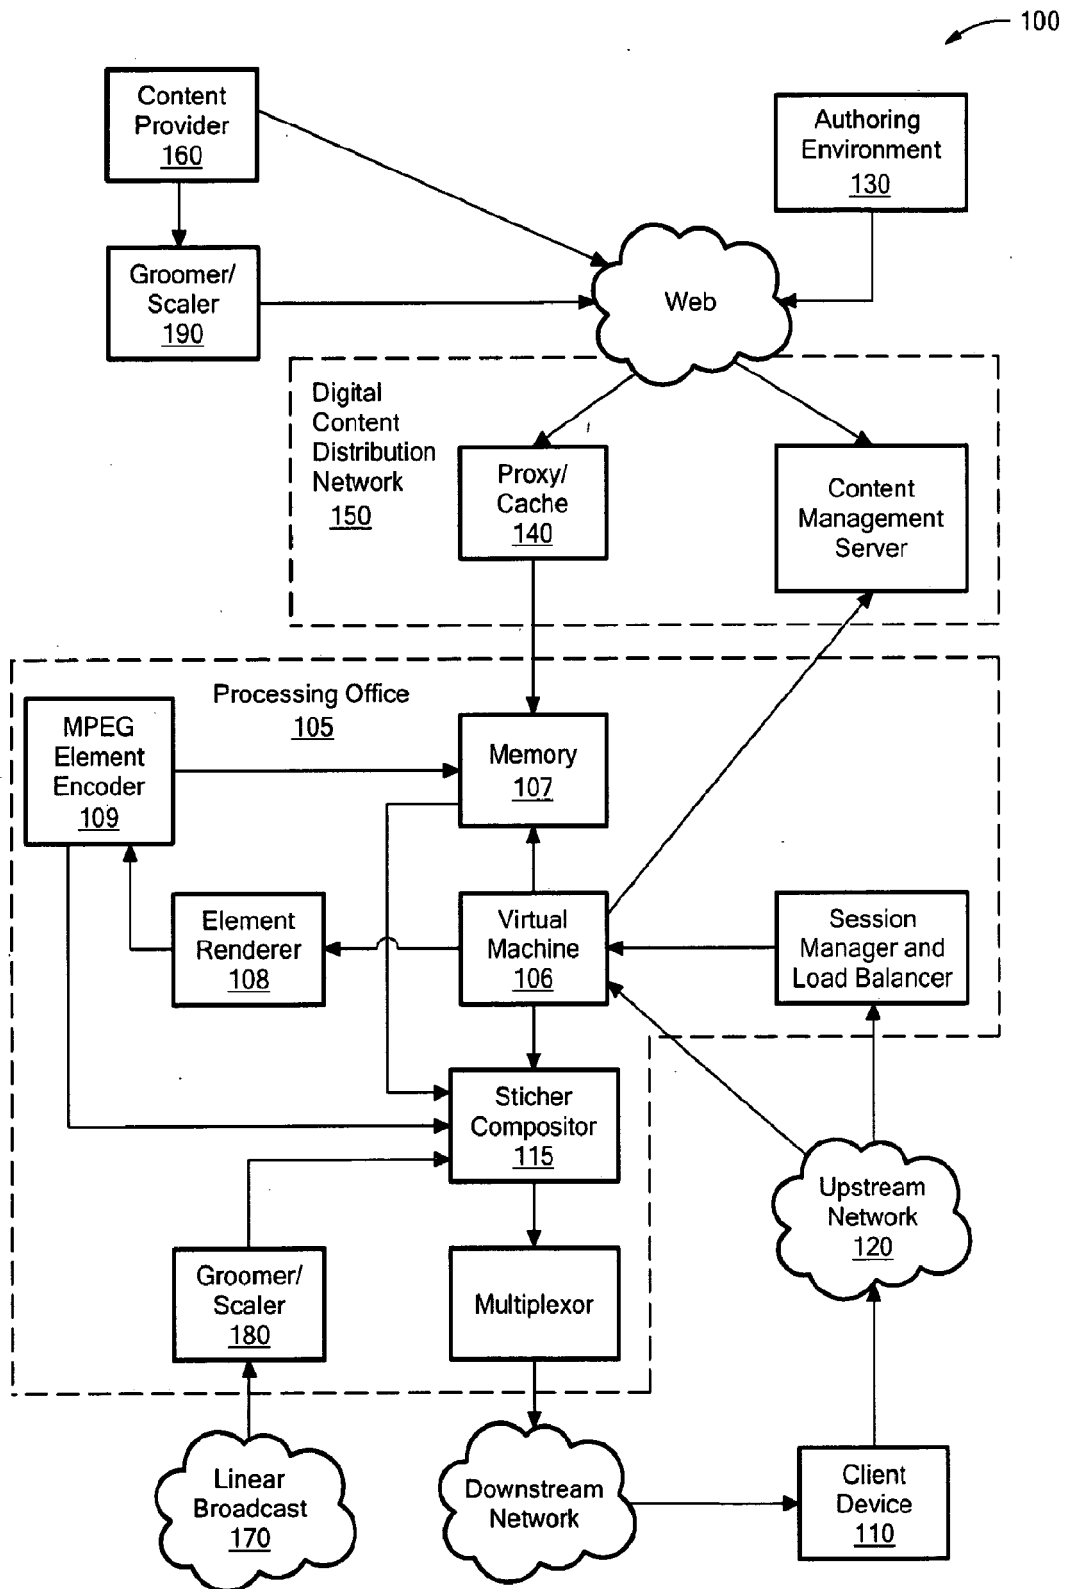 100
Content
Provider
160
Authoring
Environment
130
Groomer/
Scaler
190
Web
Digital
Content
Distribution
Network
150
Proxy/
Cache
140
Content
Management
Server
Processing Office
105
MPEG
Element
Encoder
109
Memory
107
Element
Renderer
108
Virtual
Machine
106
Session
Manager and
Load Balancer
Sticher
Compositor
115
Upstream
Network
120
Groomer/
Scaler
180
Multiplexor
Linear
Broadcast
170
Downstream
Network
Client
Device
110